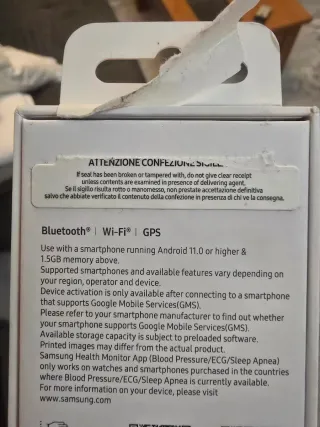 ATTENZIONE CONFEZIONE SIGILL
If seal has been broken or tampered with, do not give clear receipt
unless contents are examined in presence of delivering agent.
Se il sigillo risulta rotto o manomesso, non prestate accettazione definitiva
salvo che abbiate verificato il contenuto della confezione in presenza di chi ve la consegna.
Bluetooth® | Wi-Fi® | GPS
Use with a smartphone running Android 11.0 or higher &
1.5GB memory above.
Supported smartphones and available features vary depending on
your region, operator and device.
Device activation is only available after connecting to a smartphone
that supports Google Mobile Services(GMS).
Please refer to your smartphone manufacturer to find out whether
your smartphone supports Google Mobile Services(GMS).
Available storage capacity is subject to preloaded software.
Printed images may differ from the actual product.
Samsung Health Monitor App (Blood Pressure/ECG/Sleep Apnea)
only works on watches and smartphones purchased in the countries
where Blood Pressure/ECG/Sleep Apnea is currently available.
For more information on your device, please visit
www.samsung.com